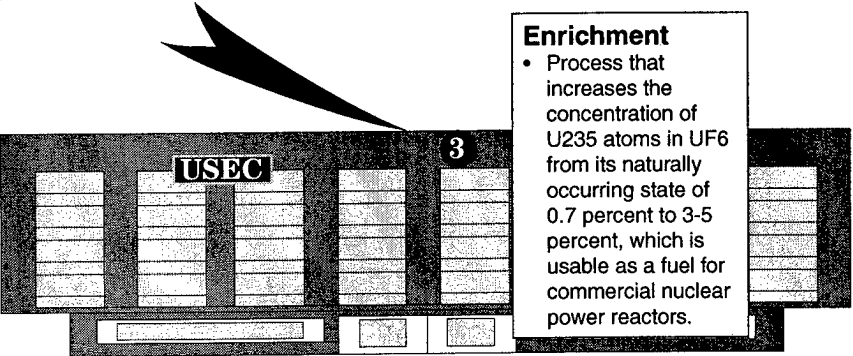 Enrichment
• Process that
increases the
concentration of
U235 atoms in UF6
from its naturally
occurring state of
0.7 percent to 3-5
percent, which is
usable as a fuel for
commercial nuclear
power reactors.
3
USEC